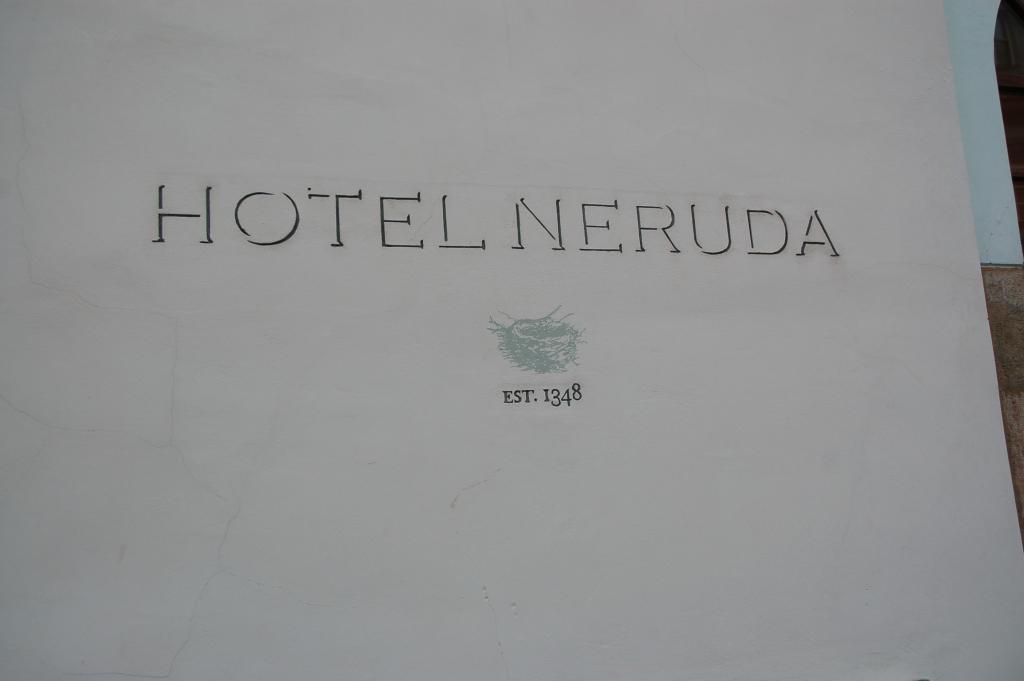 HOTEL NERUDA
EST. 1348